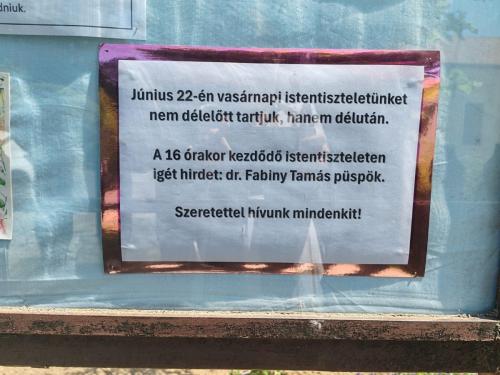 dniuk.
Június 22-én vasárnapi istentiszteletünket
nem délelőtt tartjuk, hanem délután.
A 16 órakor kezdődő istentiszteleten
igét hirdet: dr. Fabiny Tamás püspök.
Szeretettel hívunk mindenkit!